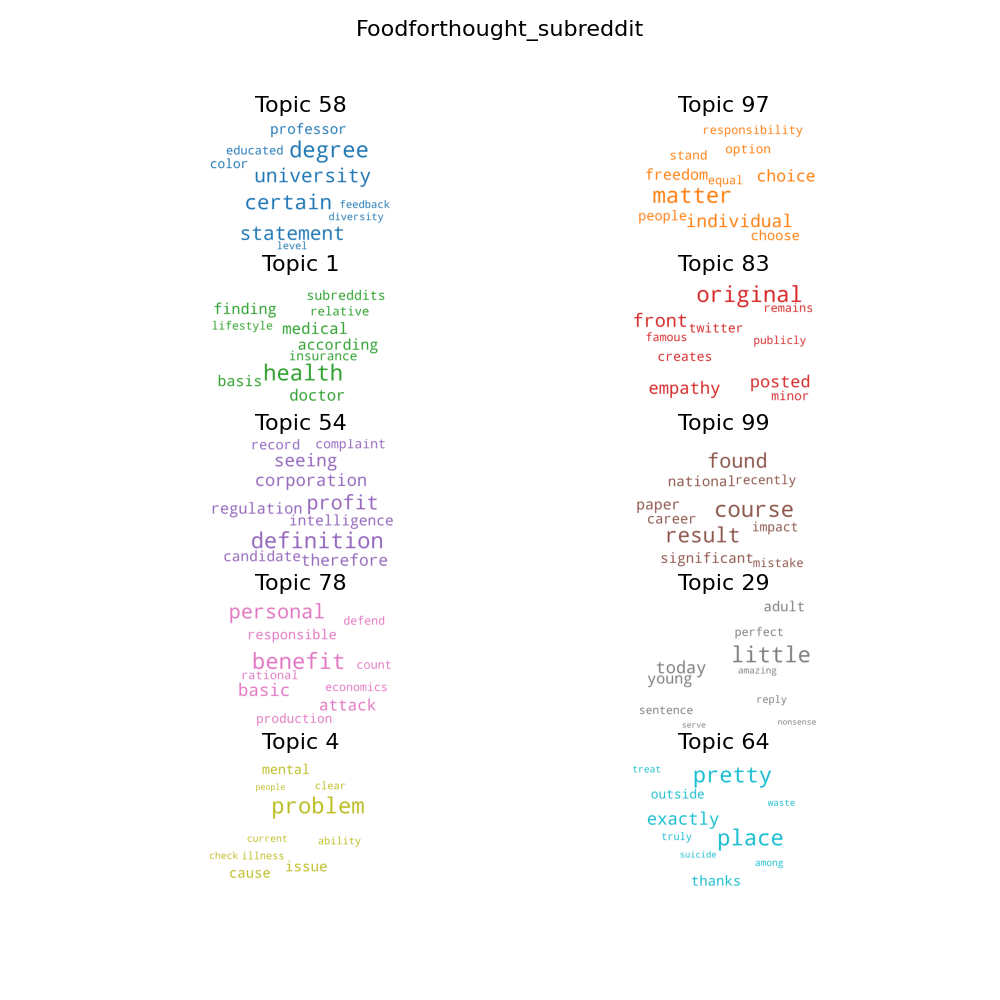 Foodforthought_subreddit
Topic 58
professor
educated degree
color
university
certain feedback
diversity
statement
level
Topic 97
responsibility
option
stand
freedom equal choice
matter
people individual
choose
Topic 1
subreddits
finding relative
lifestyle medical
according
insurance
health
basis
doctor
Topic 83
original
remains
front twitter
famous publicly
creates
empathy posted
minor
Topic 54
record complaint
seeing
corporation
regulation profit
intelligence
definition
candidate therefore
Topic 99
found
national recently
paper course
career impact
result
significant mistake
Topic 78
personal defend
responsible
benefit count
rational
basic economics
attack
production
Topic 29
adult
perfect
little
today amazing
young
reply
sentence
serve nonsense
Topic 4
mental
people clear
problem
current ability
check illness
cause issue
Topic 64
treat pretty
outside waste
exactly
truly place
suicide among
thanks